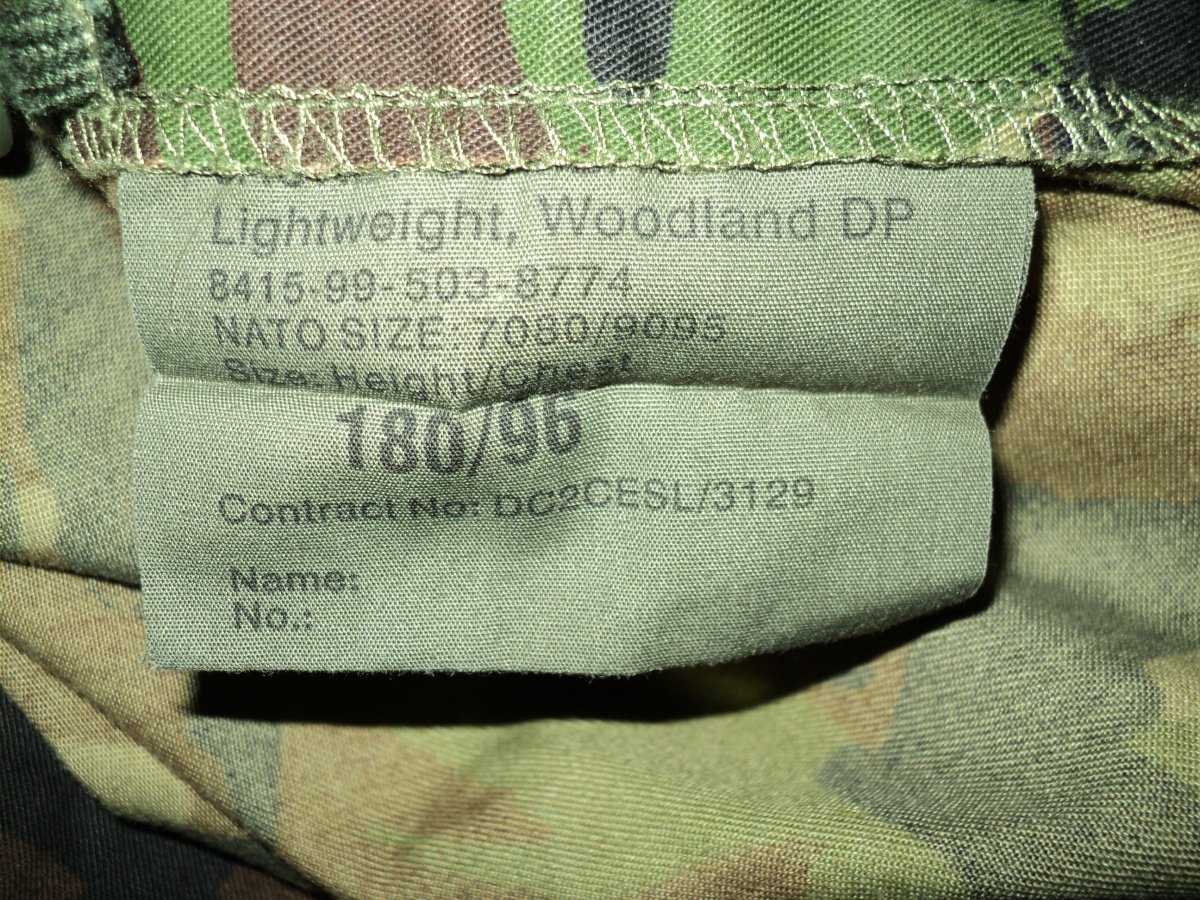 Lightweight, Woodland DP
8415-99-503-8774
NATO SIZE: 7080/9095
Size: Height/Chest
180/96
Contract No: DC2CESL/3129
Name:
No.: